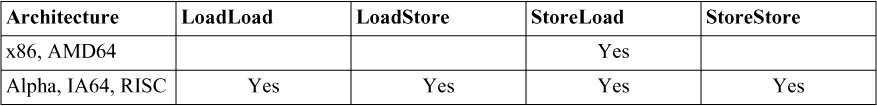 Architecture LoadLoad LoadStore StoreLoad StoreStore
x86, AMD64 Yes
Alpha, IA64, RISC Yes Yes Yes Yes